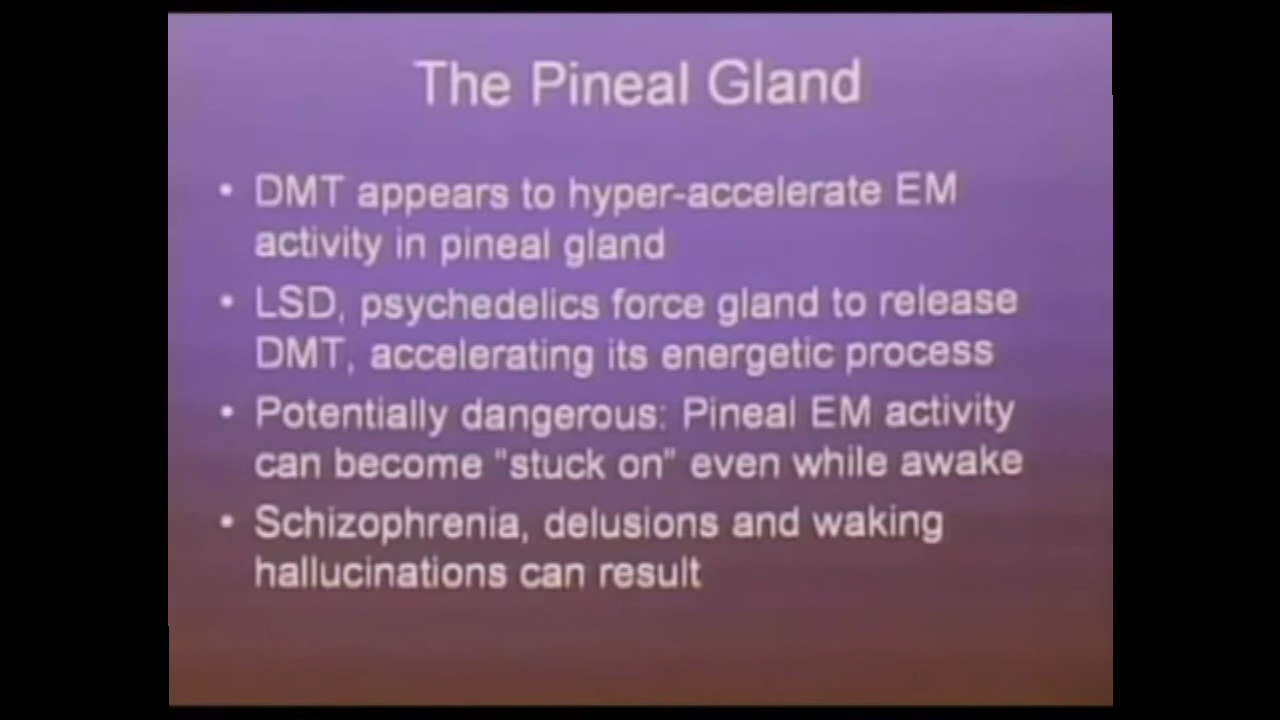 The Pineal Gland
• DMT appears to hyper-accelerate EM
activity in pineal gland
• LSD, psychedelics force gland to release
DMT, accelerating its energetic process
• Potentially dangerous: Pineal EM activity
can become "stuck on" even while awake
• Schizophrenia, delusions and waking
hallucinations can result